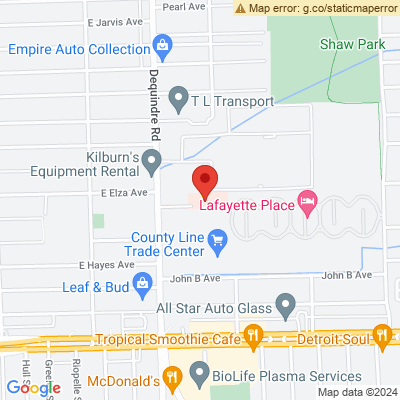 Pearl Ave
Map error: g.co/staticmaperror
E Jarvis Ave
Empire Auto Collection
Shaw Park
Dequindre Rd
T L Transport
Kilburn's
Equipment Rental
E Elza Ave
Lafayette Place
County Line
Trade Center
E Hayes Ave
John B Ave
John B Ave
Leaf & Bud
All Star Auto Glass
Tropical Smoothie Cafe
Detroit Soul
McDonald's
BioLife Plasma Services
Hull St
Riopelle St
Google
Map data ©2024